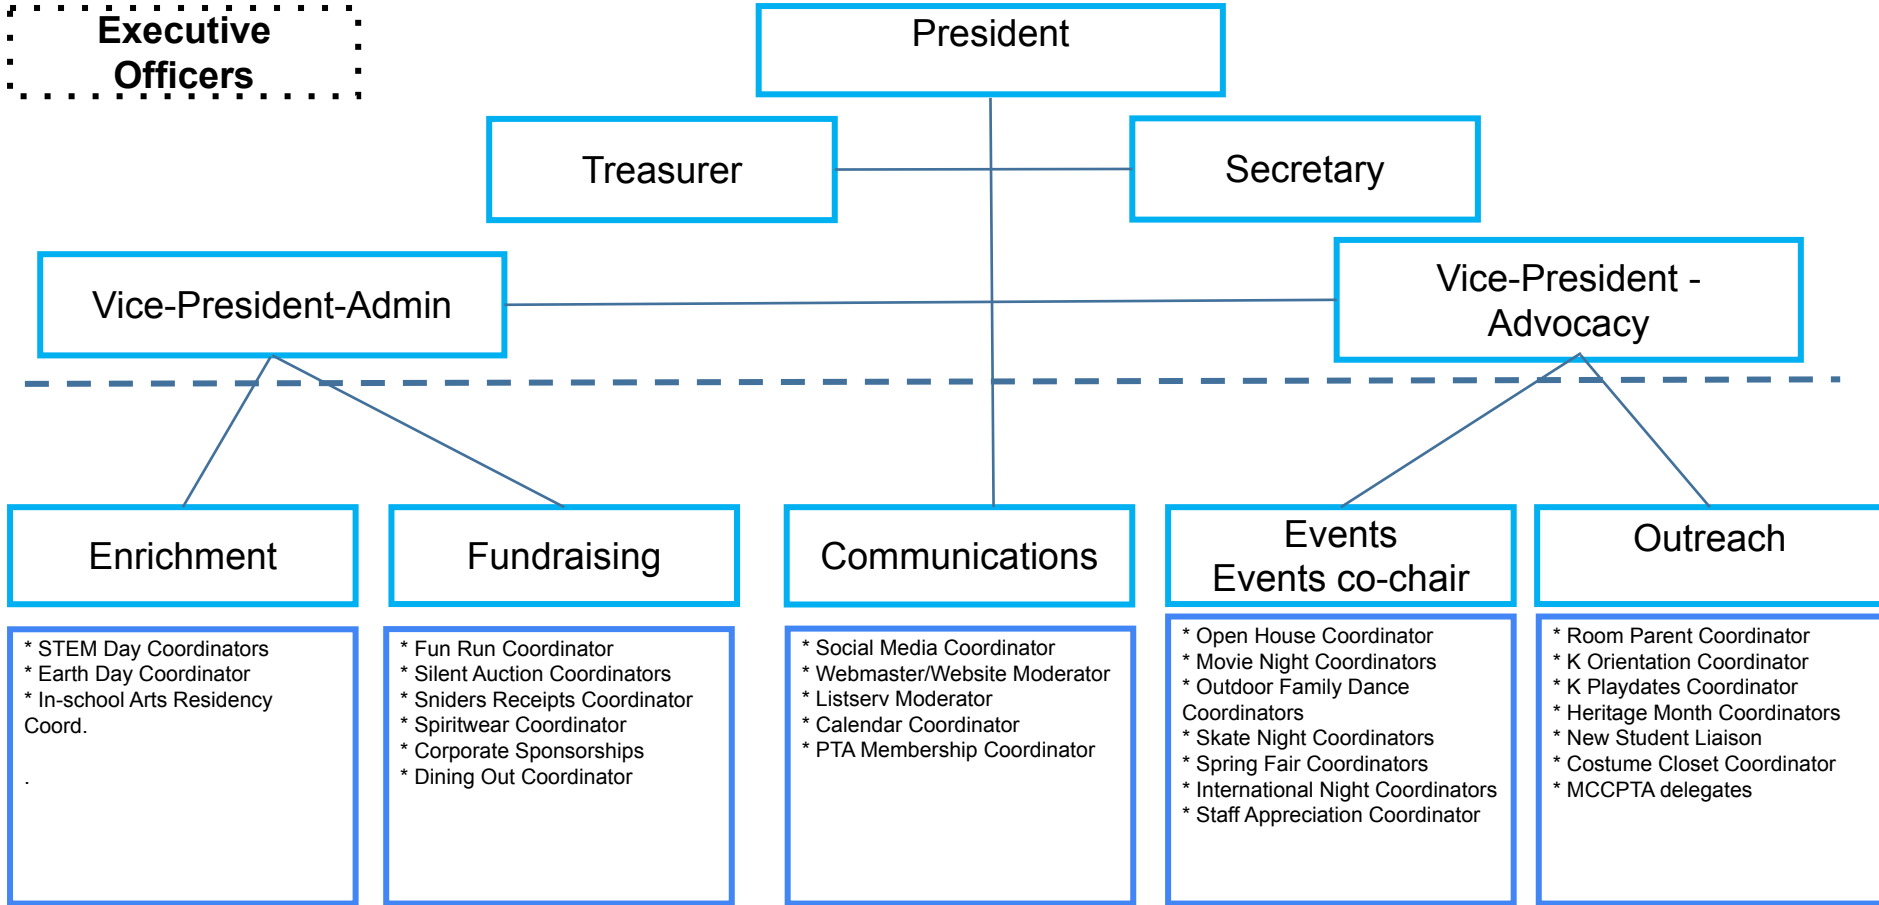 Executive
Officers
President
Treasurer
Secretary
Vice-President-Admin
Vice-President -
Advocacy
Enrichment
Fundraising
Communications
Events
Events co-chair
Outreach
* STEM Day Coordinators
* Earth Day Coordinator
* In-school Arts Residency
Coord.
.
* Fun Run Coordinator
* Silent Auction Coordinators
* Sniders Receipts Coordinator
* Spiritwear Coordinator
* Corporate Sponsorships
* Dining Out Coordinator
* Social Media Coordinator
* Webmaster/Website Moderator
* Listserv Moderator
* Calendar Coordinator
* PTA Membership Coordinator
* Open House Coordinator
* Movie Night Coordinators
* Outdoor Family Dance
Coordinators
* Skate Night Coordinators
* Spring Fair Coordinators
* International Night Coordinators
* Staff Appreciation Coordinator
* Room Parent Coordinator
* K Orientation Coordinator
* K Playdates Coordinator
* Heritage Month Coordinators
* New Student Liaison
* Costume Closet Coordinator
* MCCPTA delegates